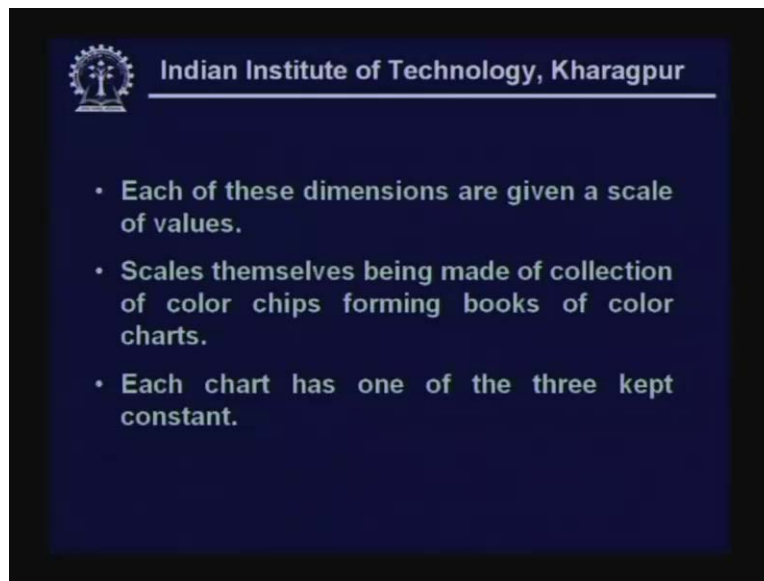 Indian Institute of Technology, Kharagpur
• Each of these dimensions are given a scale
of values.
• Scales themselves being made of collection
of color chips forming books of color
charts.
• Each chart has one of the three kept
constant.